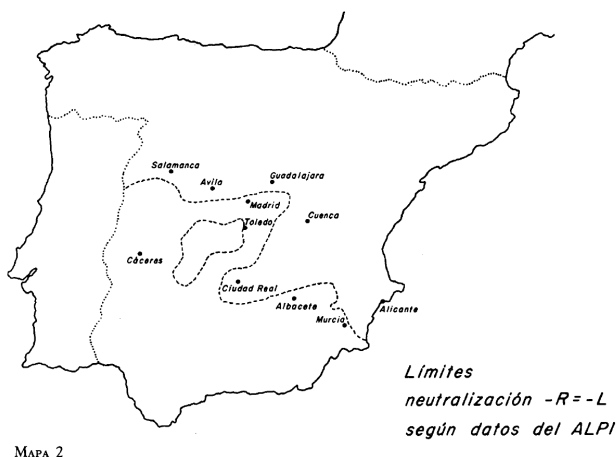 Salamanca
Avila
Guadalajara
Madrid
Toledo
Cuenca
Cáceres
Ciudad Real
Albacete
Alicante
Murcia
Límites
neutralización -R=-L
según datos del ALPI
MAPA 2